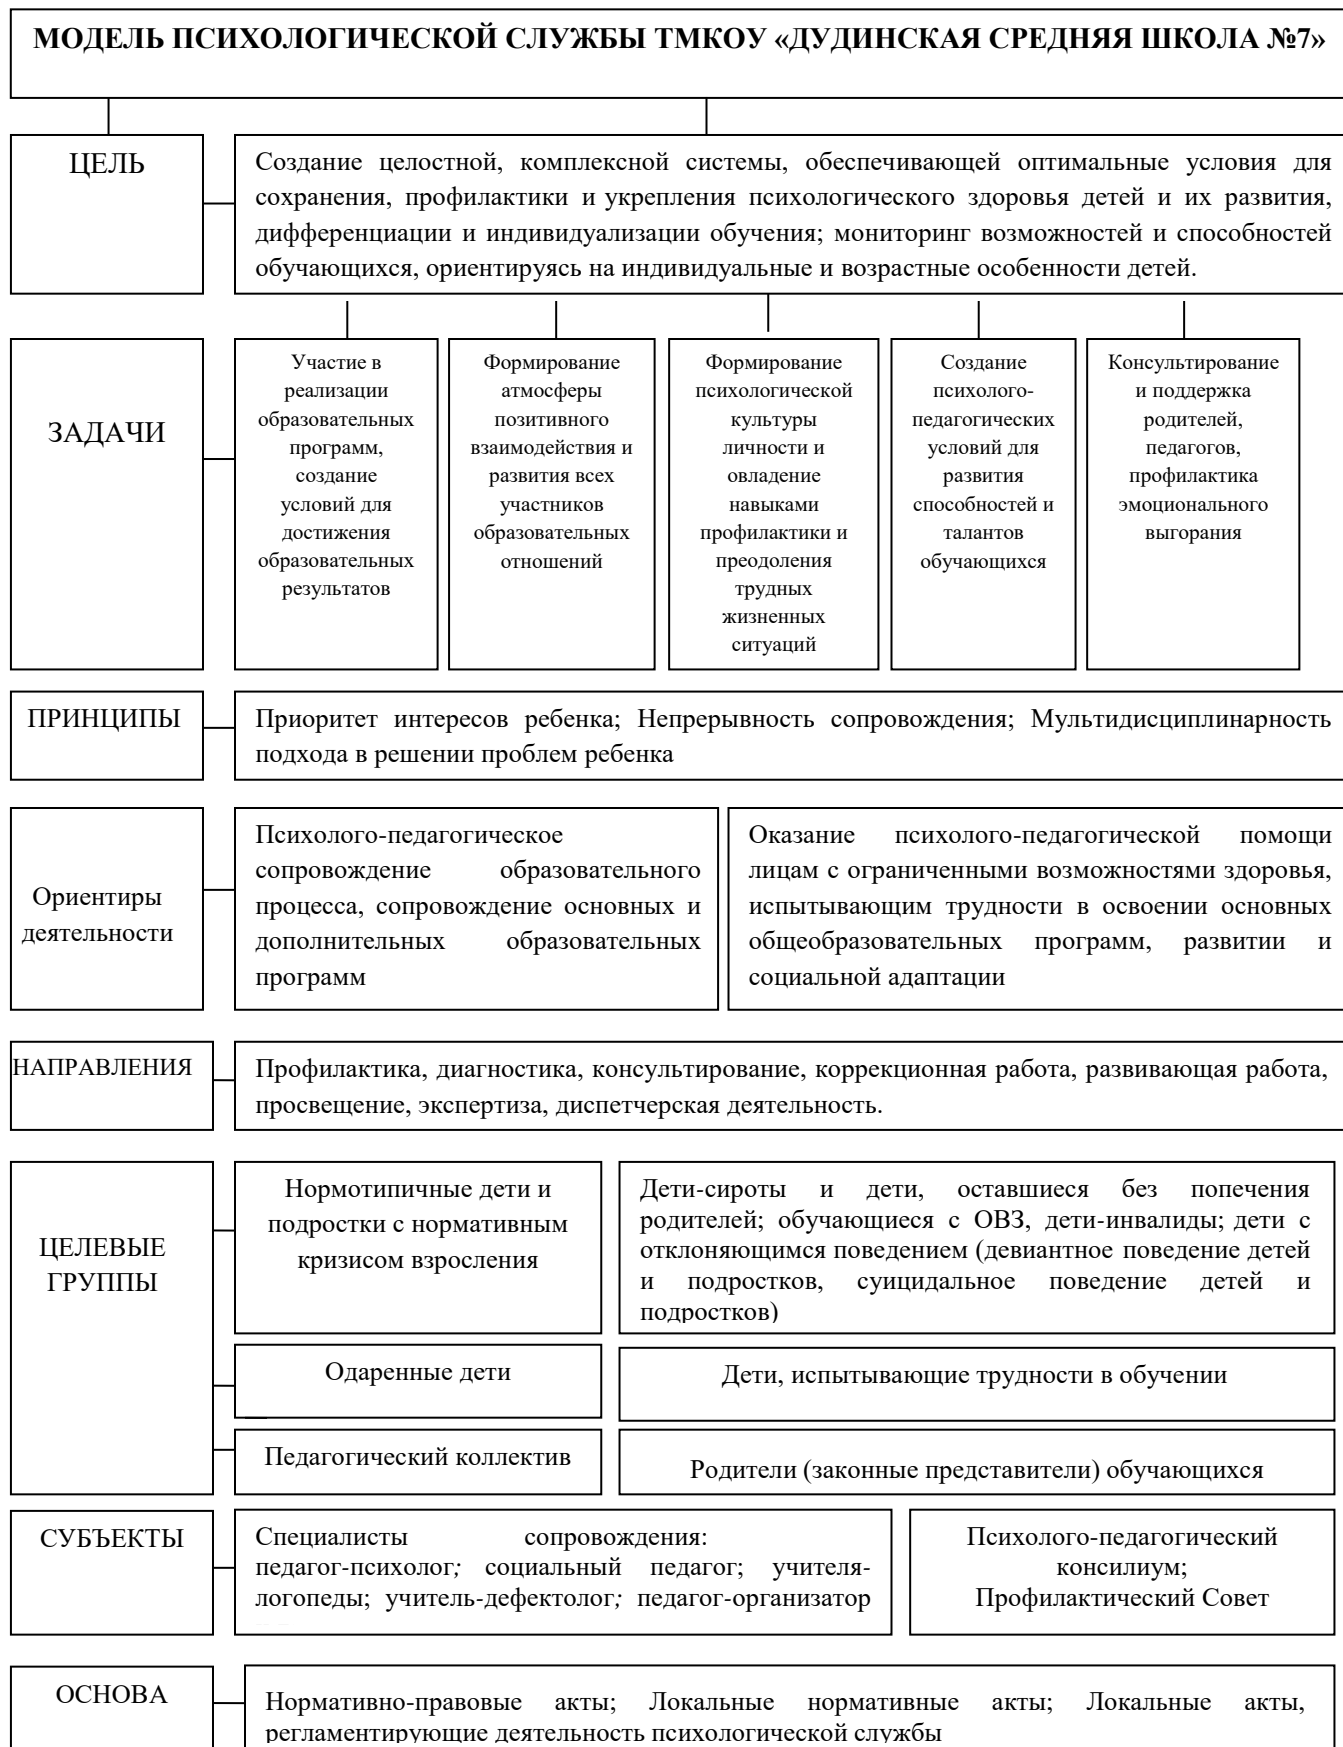 МОДЕЛЬ ПСИХОЛОГИЧЕСКОЙ СЛУЖБЫ ТМКОУ «ДУДИНСКАЯ СРЕДНЯЯ ШКОЛА №7»
ЦЕЛЬ
Создание целостной, комплексной системы, обеспечивающей оптимальные условия для
сохранения, профилактики и укрепления психологического здоровья детей и их развития,
дифференциации и индивидуализации обучения; мониторинг возможностей и способностей
обучающихся, ориентируясь на индивидуальные и возрастные особенности детей.
ЗАДАЧИ
Участие в
реализации
образовательных
программ,
создание
условий для
достижения
образовательных
результатов
Формирование
атмосферы
позитивного
взаимодействия и
развития всех
участников
образовательных
отношений
Формирование
психологической
культуры
личности и
овладение
навыками
профилактики и
преодоления
трудных
жизненных
ситуаций
Создание
психолого-
педагогических
условий для
развития
способностей и
талантов
обучающихся
Консультирование
и поддержка
родителей,
педагогов,
профилактика
эмоционального
выгорания
ПРИНЦИПЫ
Приоритет интересов ребенка; Непрерывность сопровождения; Мультидисциплинарность
подхода в решении проблем ребенка
Ориентиры
деятельности
Психолого-педагогическое
сопровождение образовательного
процесса, сопровождение основных и
дополнительных образовательных
программ
Оказание психолого-педагогической помощи
лицам с ограниченными возможностями здоровья,
испытывающим трудности в освоении основных
общеобразовательных программ, развитии и
социальной адаптации
НАПРАВЛЕНИЯ
Профилактика, диагностика, консультирование, коррекционная работа, развивающая работа,
просвещение, экспертиза, диспетчерская деятельность.
ЦЕЛЕВЫЕ
ГРУППЫ
Нормотипичные дети и
подростки с нормативным
кризисом взросления
Дети-сироты и дети, оставшиеся без попечения
родителей; обучающиеся с ОВЗ, дети-инвалиды; дети с
отклоняющимся поведением (девиантное поведение детей
и подростков, суицидальное поведение детей и
подростков)
Одаренные дети
Дети, испытывающие трудности в обучении
Педагогический коллектив
Родители (законные представители) обучающихся
СУБЪЕКТЫ
Специалисты сопровождения:
педагог-психолог; социальный педагог; учителя-
логопеды; учитель-дефектолог; педагог-организатор
Психолого-педагогический
консилиум;
Профилактический Совет
ОСНОВА
Нормативно-правовые акты; Локальные нормативные акты; Локальные акты,
регламентирующие деятельность психологической службы